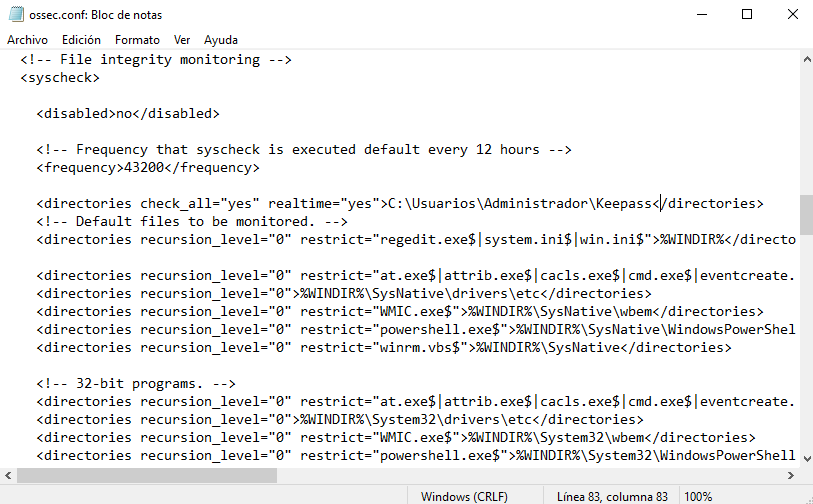 ossec.conf: Bloc de notas
Archivo Edición Formato Ver Ayuda
<!-- File integrity monitoring -->
<syscheck>
<disabled>no</disabled>
<!-- Frequency that syscheck is executed default every 12 hours -->
<frequency>43200</frequency>
<directories check_all="yes" realtime="yes">C:\Usuarios\Administrador\Keepass</directories>
<!-- Default files to be monitored. -->
<directories recursion_level="0" restrict="regedit.exe$|system.ini$|win.ini$">%WINDIR%</directo
<directories recursion_level="0" restrict="at.exe$|attrib.exe$|cacls.exe$|cmd.exe$|eventcreate.
<directories recursion_level="0">%WINDIR%\SysNative\drivers\etc</directories>
<directories recursion_level="0" restrict="WMIC.exe$">%WINDIR%\SysNative\wbem</directories>
<directories recursion_level="0" restrict="powershell.exe$">%WINDIR%\SysNative\WindowsPowerShel
<directories recursion_level="0" restrict="winrm.vbs$">%WINDIR%\SysNative</directories>
<!-- 32-bit programs. -->
<directories recursion_level="0" restrict="at.exe$|attrib.exe$|cacls.exe$|cmd.exe$|eventcreate.
<directories recursion_level="0">%WINDIR%\System32\drivers\etc</directories>
<directories recursion_level="0" restrict="WMIC.exe$">%WINDIR%\System32\wbem</directories>
<directories recursion_level="0" restrict="powershell.exe$">%WINDIR%\System32\WindowsPowerShell
Windows (CRLF) Línea 83, columna 83 100%